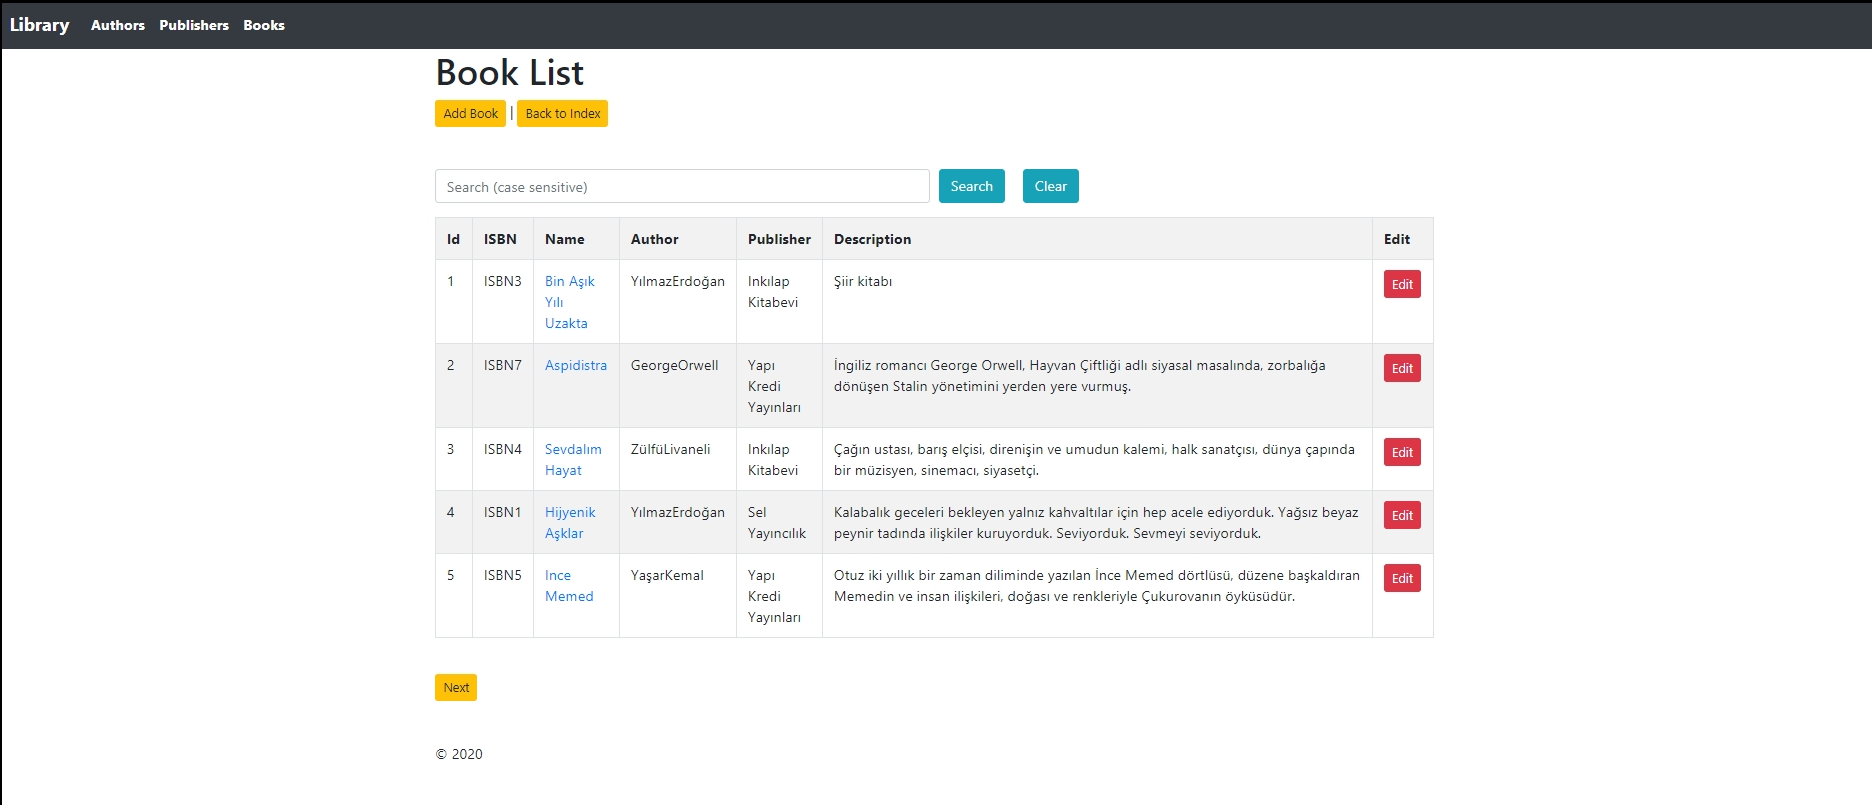 Library Authors Publishers Books
Book List
Add Book | Back to Index
Search (case sensitive) Search Clear
Id ISBN Name Author Publisher Description Edit
1 ISBN3 Bin Aşık YılmazErdoğan Inkılap Şiir kitabı Edit
Yılı Kitabevi
Uzakta
2 ISBN7 Aspidistra GeorgeOrwell Yapı İngiliz romancı George Orwell, Hayvan Çiftliği adlı siyasal masalında, zorbalığa Edit
Kredi dönüşen Stalin yönetimini yerden yere vurmuş.
Yayınları
3 ISBN4 Sevdalım ZülfüLivaneli Inkılap Çağın ustası, barış elçisi, direnişin ve umudun kalemi, halk sanatçısı, dünya çapında Edit
Hayat Kitabevi bir müzisyen, sinemacı, siyasetçi.
4 ISBN1 Hijyenik YılmazErdoğan Sel Kalabalık geceleri bekleyen yalnız kahvaltılar için hep acele ediyorduk. Yağsız beyaz Edit
Aşklar Yayıncılık peynir tadında ilişkiler kuruyorduk. Seviyorduk. Sevmeyi seviyorduk.
5 ISBN5 Ince YaşarKemal Yapı Otuz iki yıllık bir zaman diliminde yazılan İnce Memed dörtlüsü, düzene başkaldıran Edit
Memed Kredi Memedin ve insan ilişkileri, doğası ve renkleriyle Çukurovanın öyküsüdür.
Yayınları
Next
© 2020